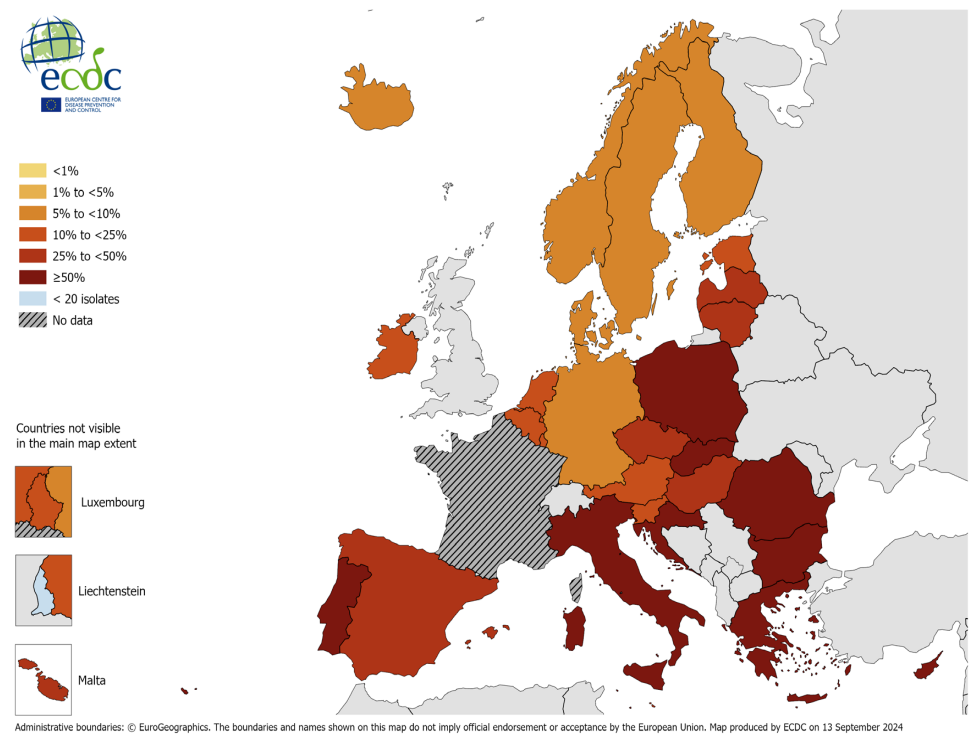 ecdc
EUROPEAN CENTRE FOR
DISEASE PREVENTION
AND CONTROL
<1%
1% to <5%
5% to <10%
10% to <25%
25% to <50%
≥50%
< 20 isolates
No data
Countries not visible
in the main map extent
Luxembourg
Liechtenstein
Malta
Administrative boundaries: © EuroGeographics. The boundaries and names shown on this map do not imply official endorsement or acceptance by the European Union. Map produced by ECDC on 13 September 2024